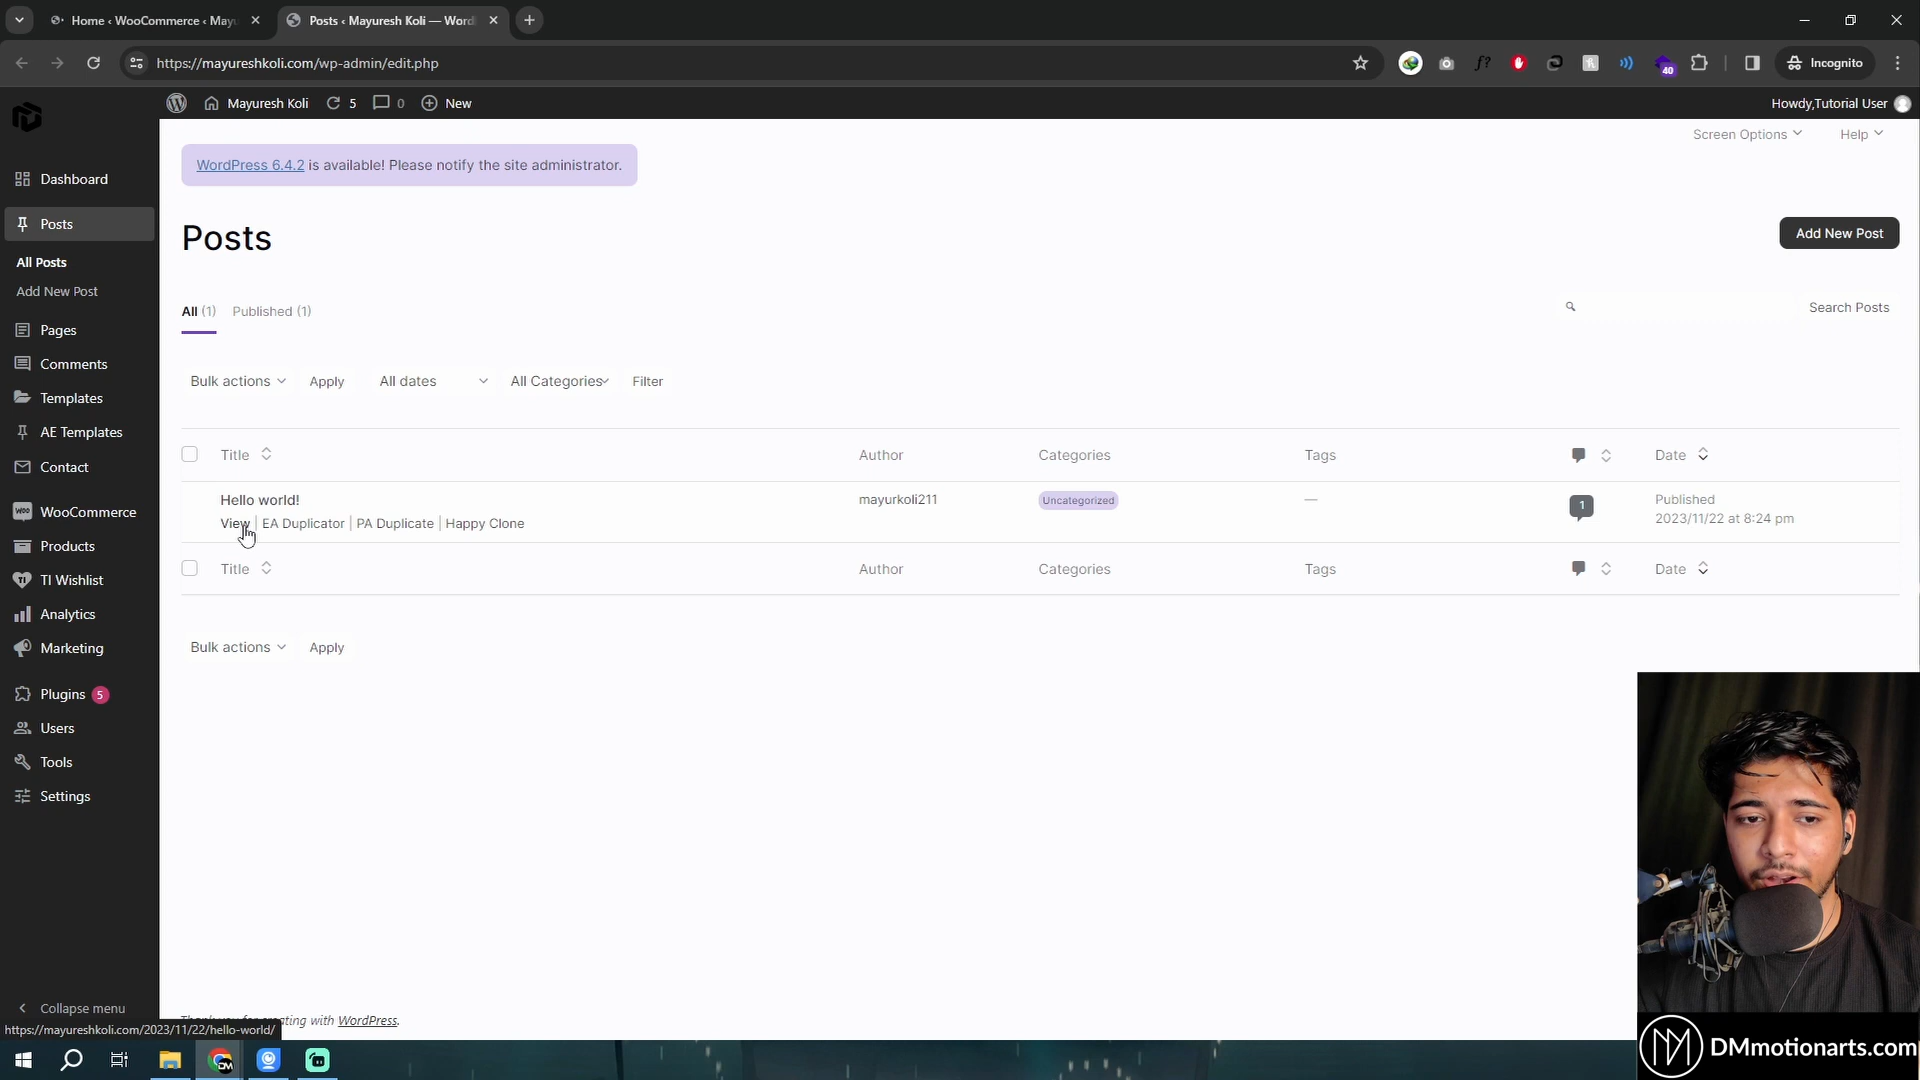 Home ‹ WooCommerce ‹ Mayu
Posts ‹ Mayuresh Koli — Word
https://mayureshkoli.com/wp-admin/edit.php
f?
40
Incognito
Mayuresh Koli
5
0
New
Howdy,Tutorial User
Screen Options
Help
WordPress 6.4.2 is available! Please notify the site administrator.
Dashboard
Posts
All Posts
Add New Post
Pages
Comments
Templates
AE Templates
Contact
WOO
WooCommerce
Products
TI
TI Wishlist
Analytics
Marketing
Plugins 5
Users
Tools
Settings
Collapse menu
Posts
Add New Post
All (1)
Published (1)
Search Posts
Bulk actions
Apply
All dates
All Categories
Filter
Title
Author
Categories
Tags
Date
Hello world!
mayurkoli211
Uncategorized
—
1
Published
2023/11/22 at 8:24 pm
View | EA Duplicator | PA Duplicate | Happy Clone
Title
Author
Categories
Tags
Date
Bulk actions
Apply
creating with WordPress.
https://mayureshkoli.com/2023/11/22/hello-world/
DM
DMmotionarts.com